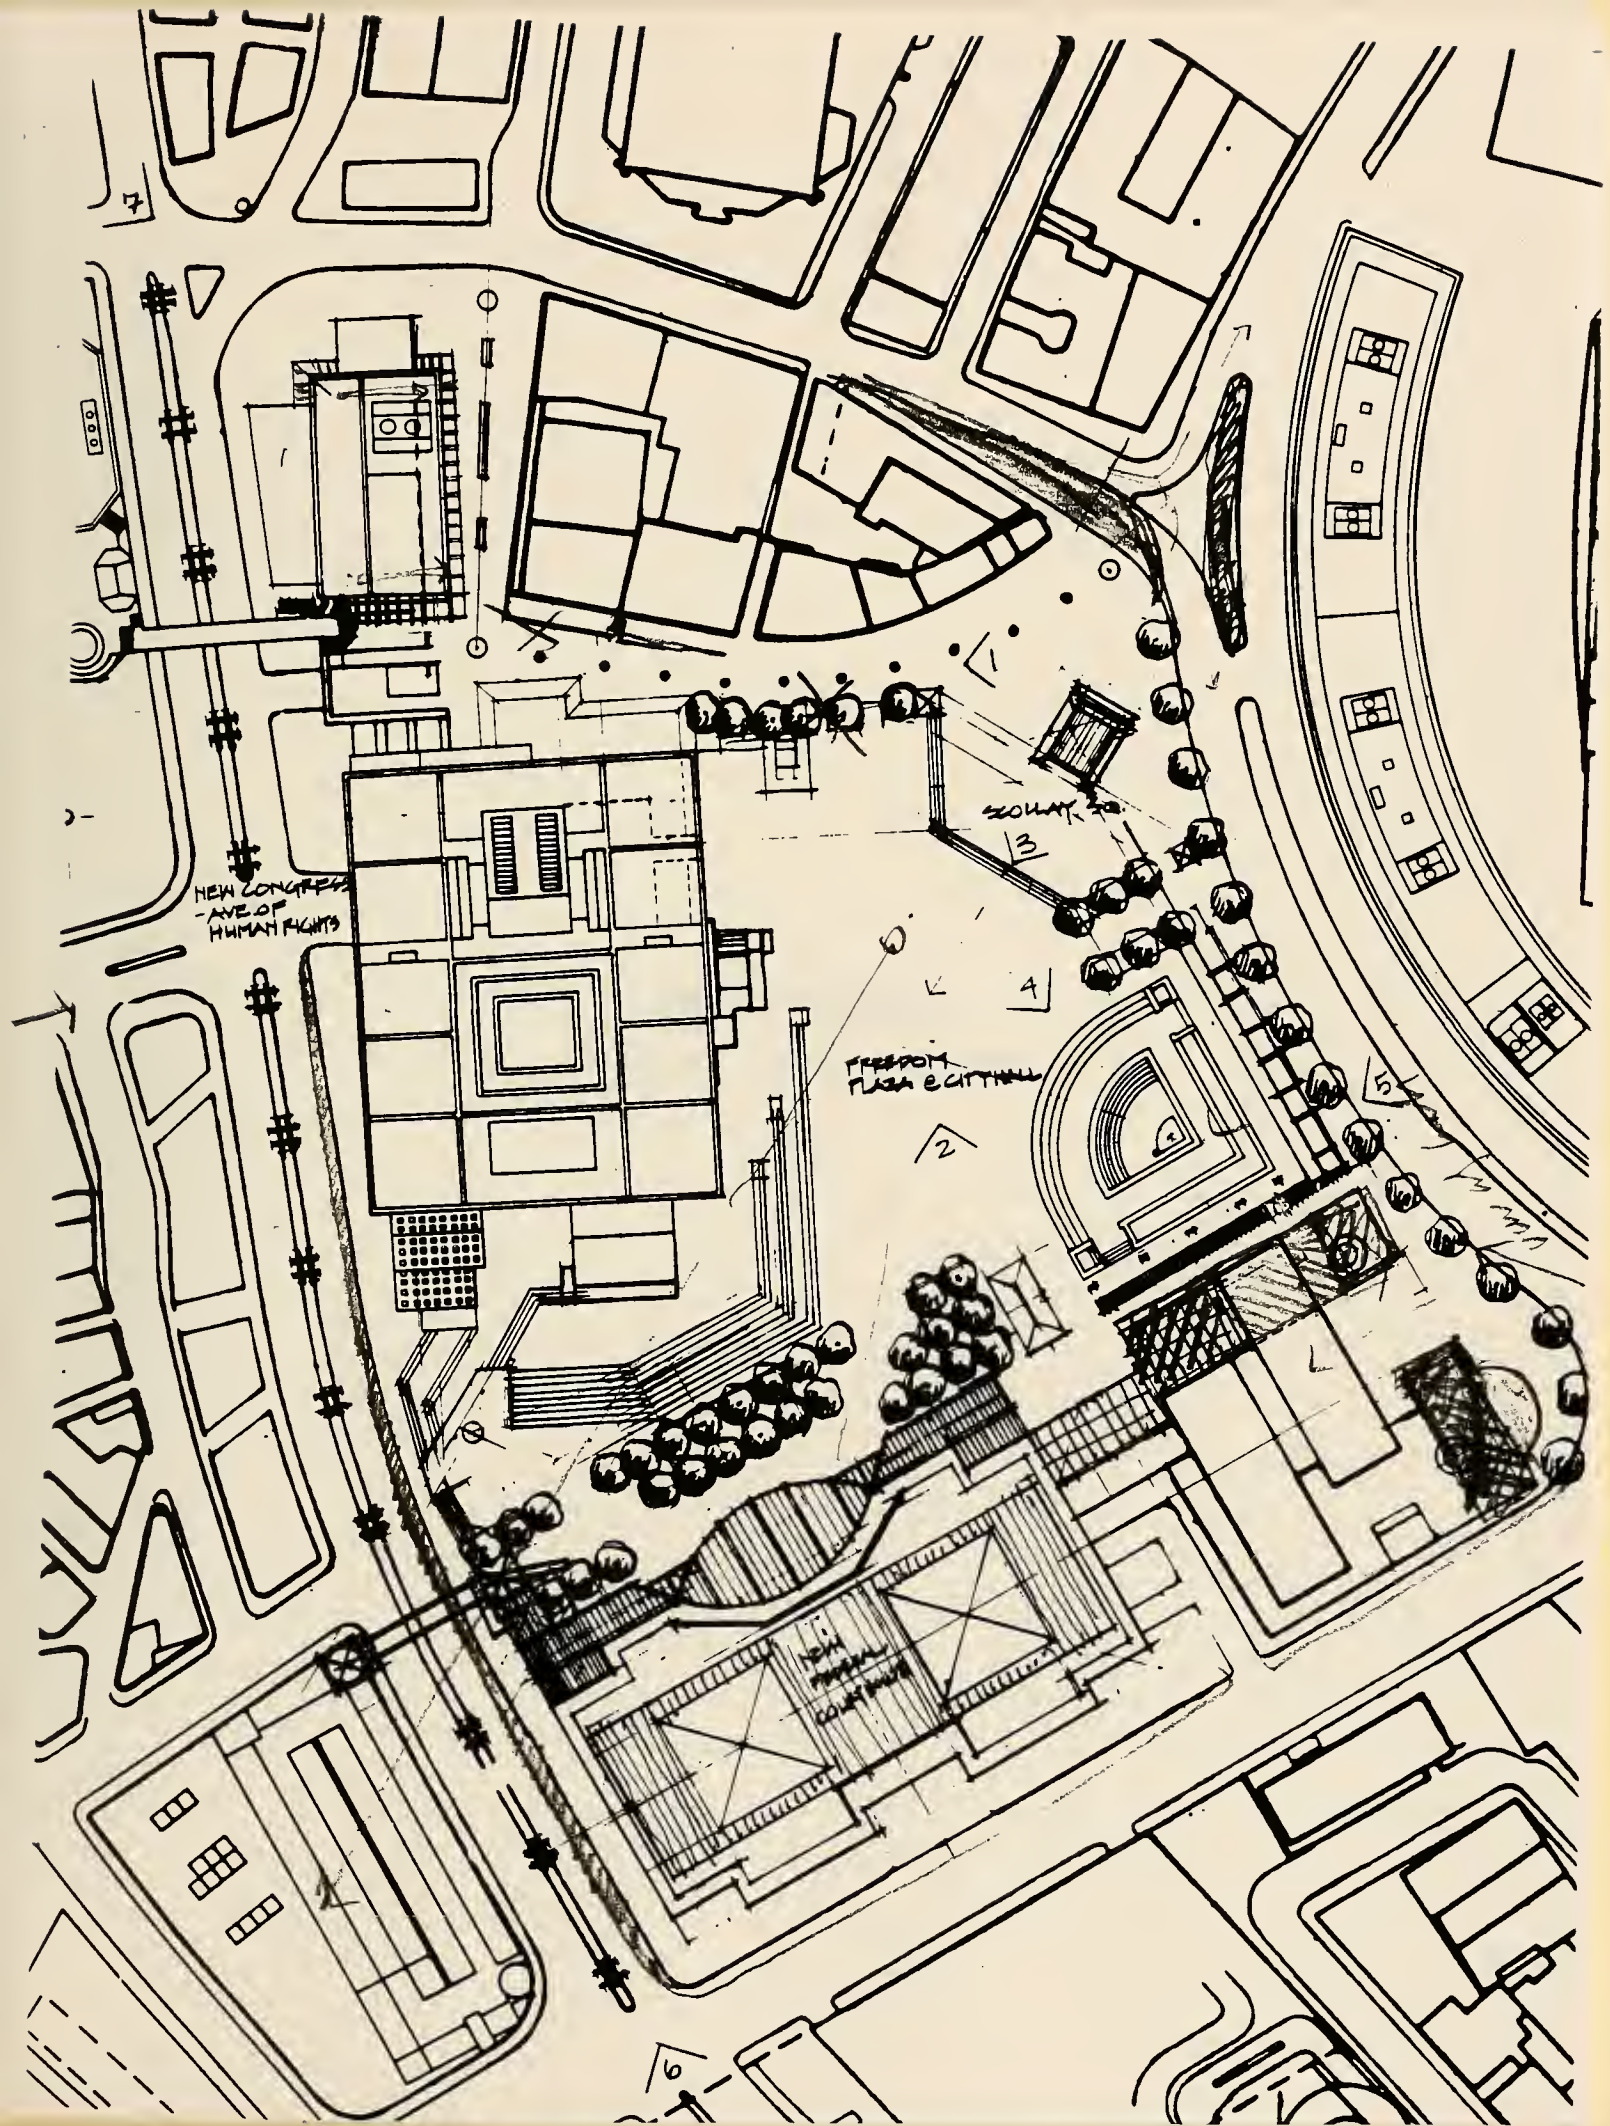 7
1
SCOLLAY SQ.
3
NEW CONGRESS
- AVE OF
HUMAN RIGHTS
4
FREEDOM
PLAZA @ CITY HALL
5
2
NEW
FEDERAL
COURTHOUSE
6